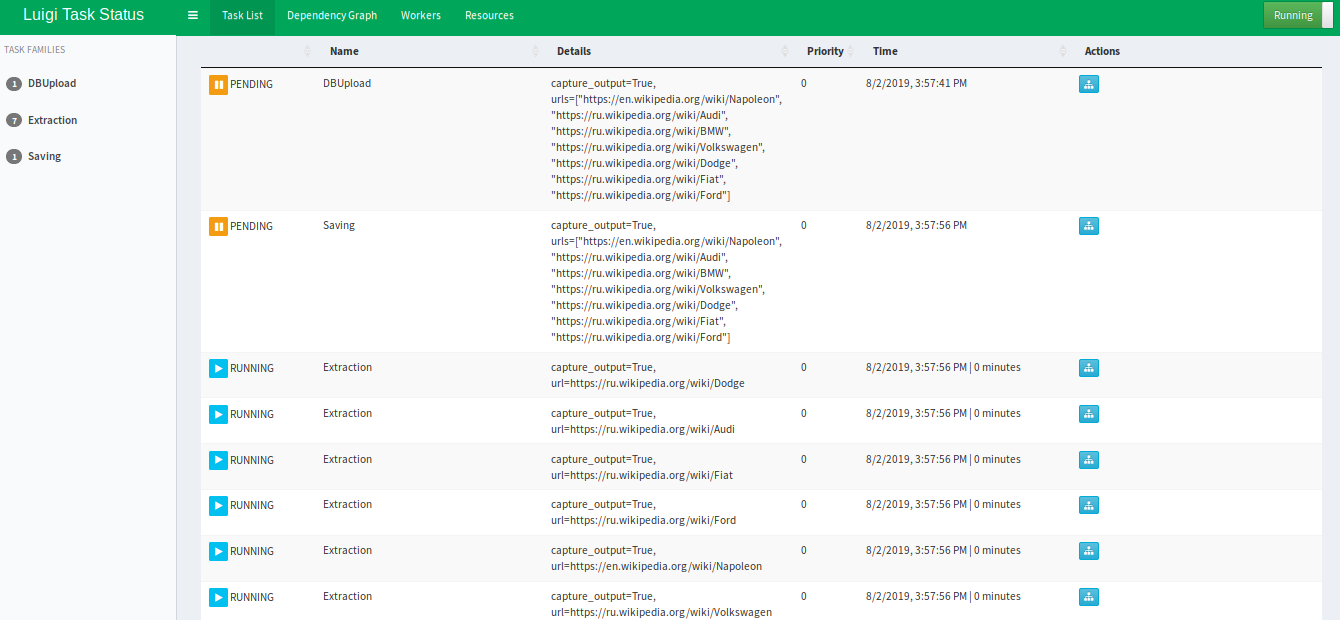 Luigi Task Status
Task List Dependency Graph Workers Resources
Running
TASK FAMILIES
1 DBUpload
7 Extraction
1 Saving
Name Details Priority Time Actions
PENDING DBUpload capture_output=True, 0 8/2/2019, 3:57:41 PM
urls=["https://en.wikipedia.org/wiki/Napoleon",
"https://ru.wikipedia.org/wiki/Audi",
"https://ru.wikipedia.org/wiki/BMW",
"https://ru.wikipedia.org/wiki/Volkswagen",
"https://ru.wikipedia.org/wiki/Dodge",
"https://ru.wikipedia.org/wiki/Fiat",
"https://ru.wikipedia.org/wiki/Ford"]
PENDING Saving capture_output=True, 0 8/2/2019, 3:57:56 PM
urls=["https://en.wikipedia.org/wiki/Napoleon",
"https://ru.wikipedia.org/wiki/Audi",
"https://ru.wikipedia.org/wiki/BMW",
"https://ru.wikipedia.org/wiki/Volkswagen",
"https://ru.wikipedia.org/wiki/Dodge",
"https://ru.wikipedia.org/wiki/Fiat",
"https://ru.wikipedia.org/wiki/Ford"]
RUNNING Extraction capture_output=True, 0 8/2/2019, 3:57:56 PM | 0 minutes
url=https://ru.wikipedia.org/wiki/Dodge
RUNNING Extraction capture_output=True, 0 8/2/2019, 3:57:56 PM | 0 minutes
url=https://ru.wikipedia.org/wiki/Audi
RUNNING Extraction capture_output=True, 0 8/2/2019, 3:57:56 PM | 0 minutes
url=https://ru.wikipedia.org/wiki/Fiat
RUNNING Extraction capture_output=True, 0 8/2/2019, 3:57:56 PM | 0 minutes
url=https://ru.wikipedia.org/wiki/Ford
RUNNING Extraction capture_output=True, 0 8/2/2019, 3:57:56 PM | 0 minutes
url=https://en.wikipedia.org/wiki/Napoleon
RUNNING Extraction capture_output=True, 0 8/2/2019, 3:57:56 PM | 0 minutes
url=https://ru.wikipedia.org/wiki/Volkswagen